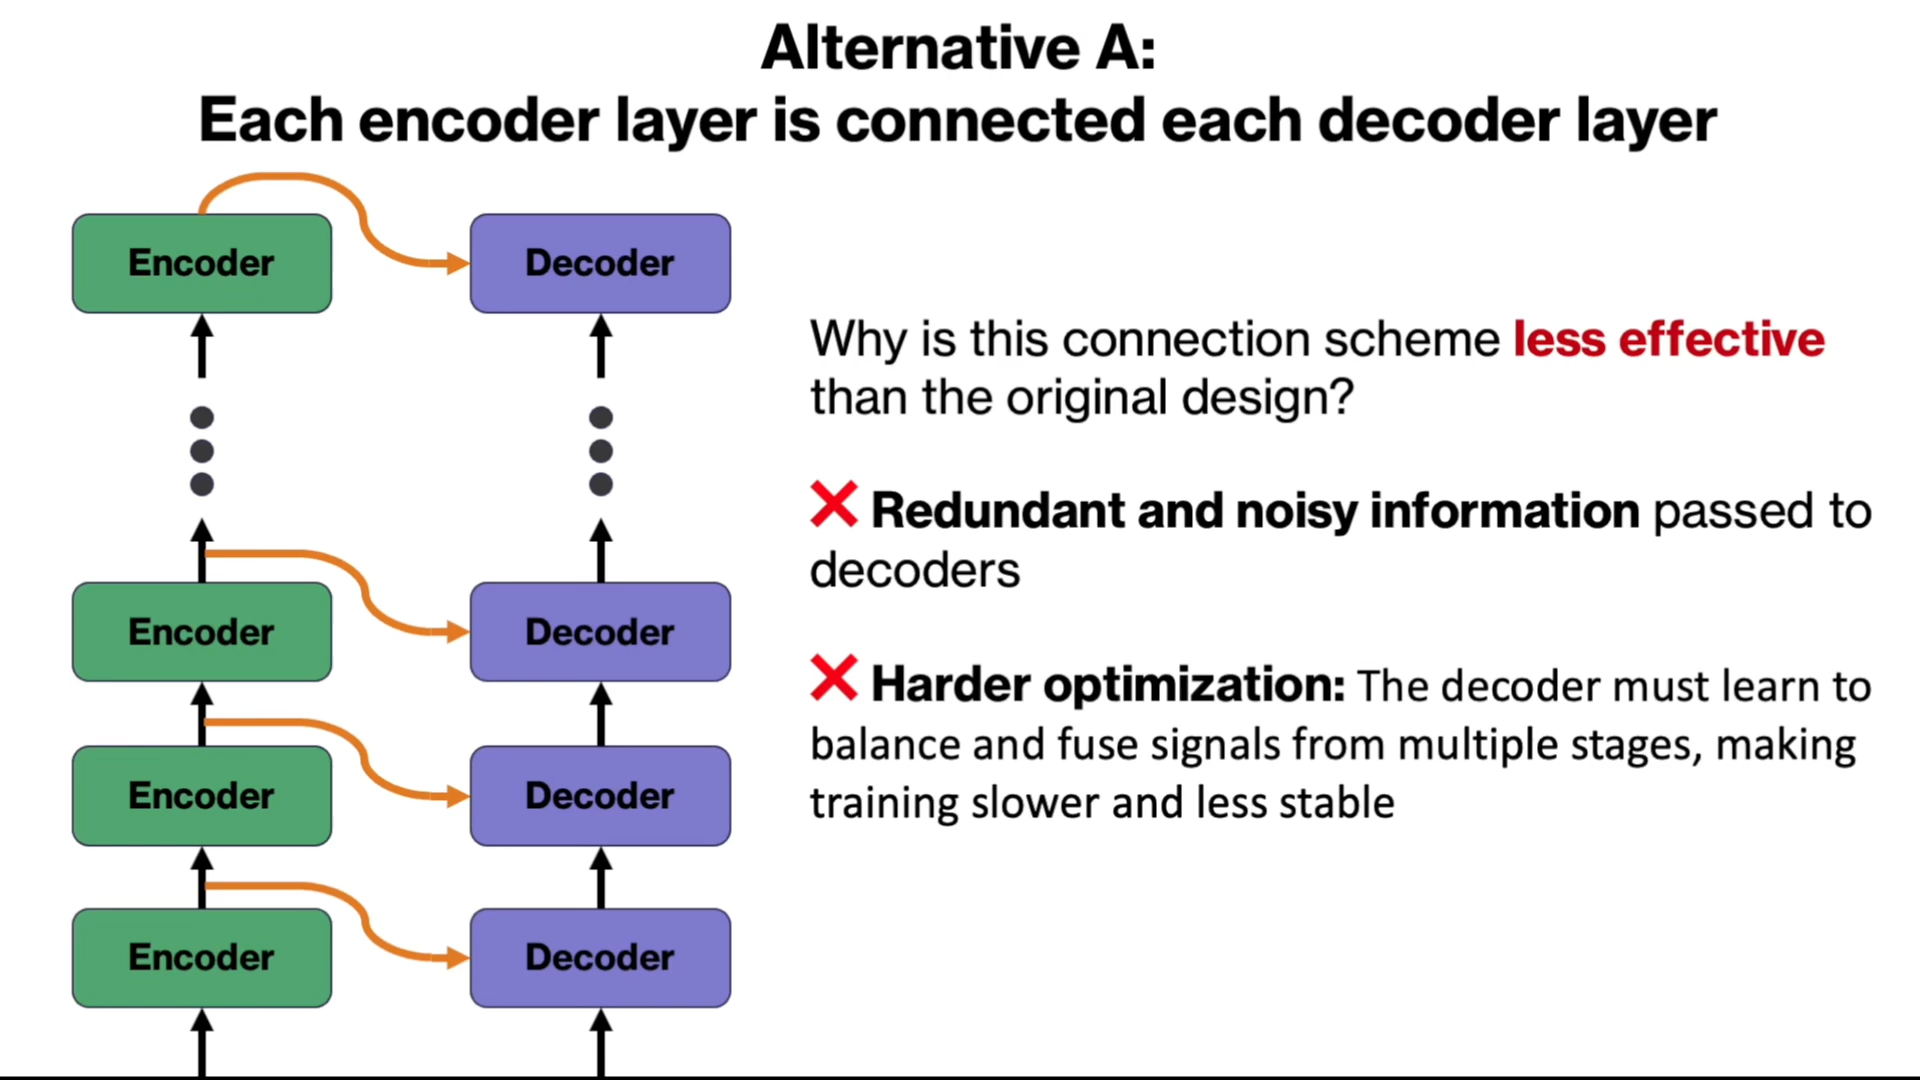 Alternative A:
Each encoder layer is connected each decoder layer
Encoder
Decoder
Encoder
Decoder
Encoder
Decoder
Encoder
Decoder
Why is this connection scheme less effective
than the original design?
❌ Redundant and noisy information passed to
decoders
❌ Harder optimization: The decoder must learn to
balance and fuse signals from multiple stages, making
training slower and less stable